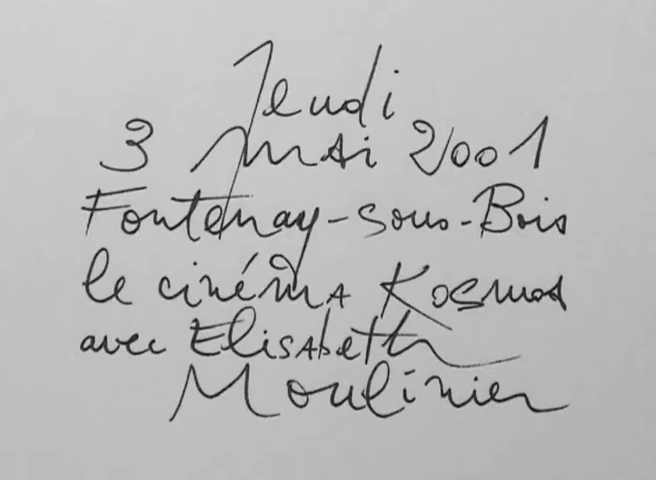 Jeudi
3 mai 2001
Fontenay-sous-Bois
le cinéma Kosmos
avec Elisabeth
Moulinier